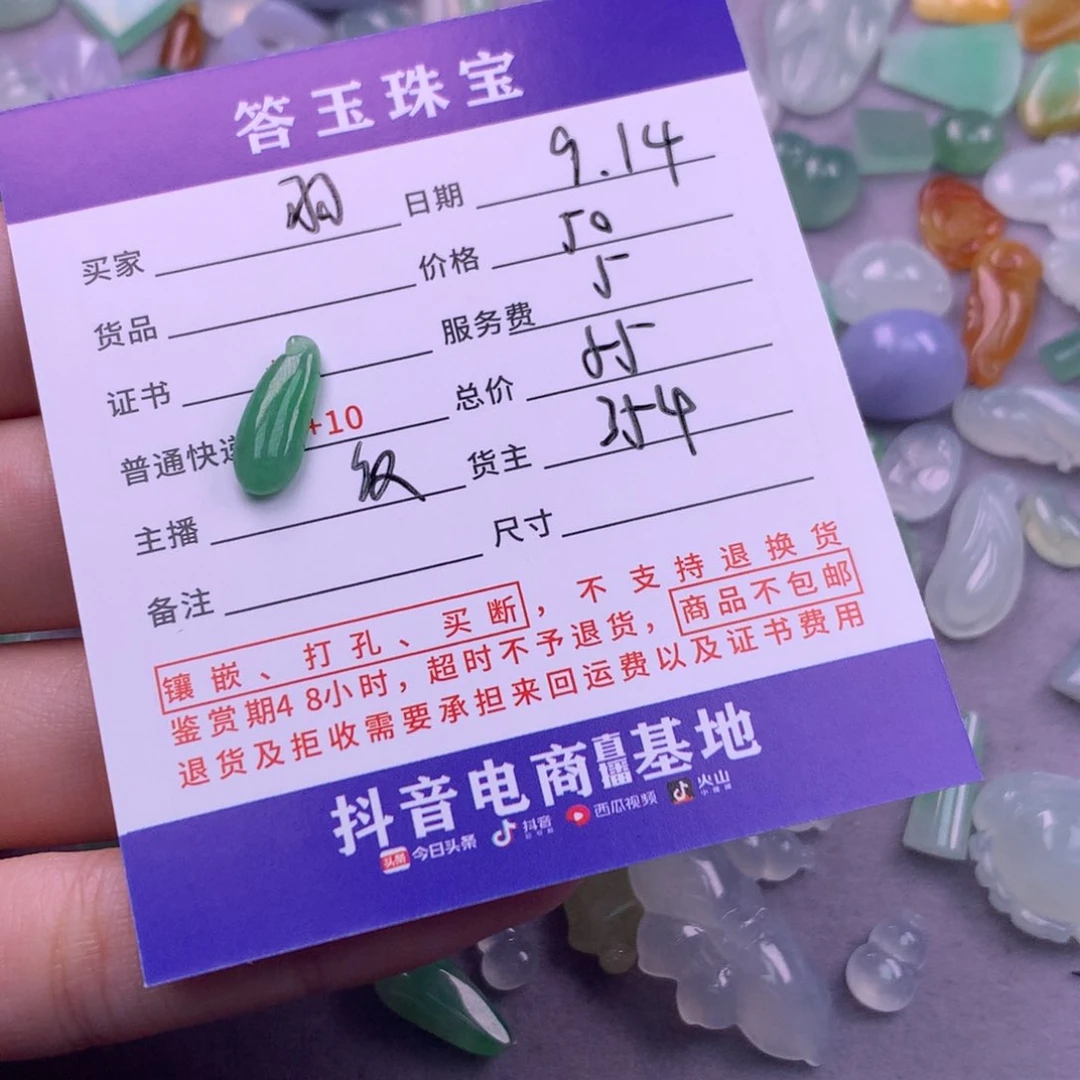 答玉珠宝
买家 羽 日期 9.14
货品 价格 50
证书 服务费 5
普通快递 +10 总价 65
主播 货主 354
备注 尺寸
镶嵌、打孔、买断，不支持退换货
鉴赏期48小时，超时不予退货，商品不包邮
退货及拒收需要承担来回运费以及证书费用
抖音电商直播基地
头条 今日头条 抖音 西瓜视频 火山